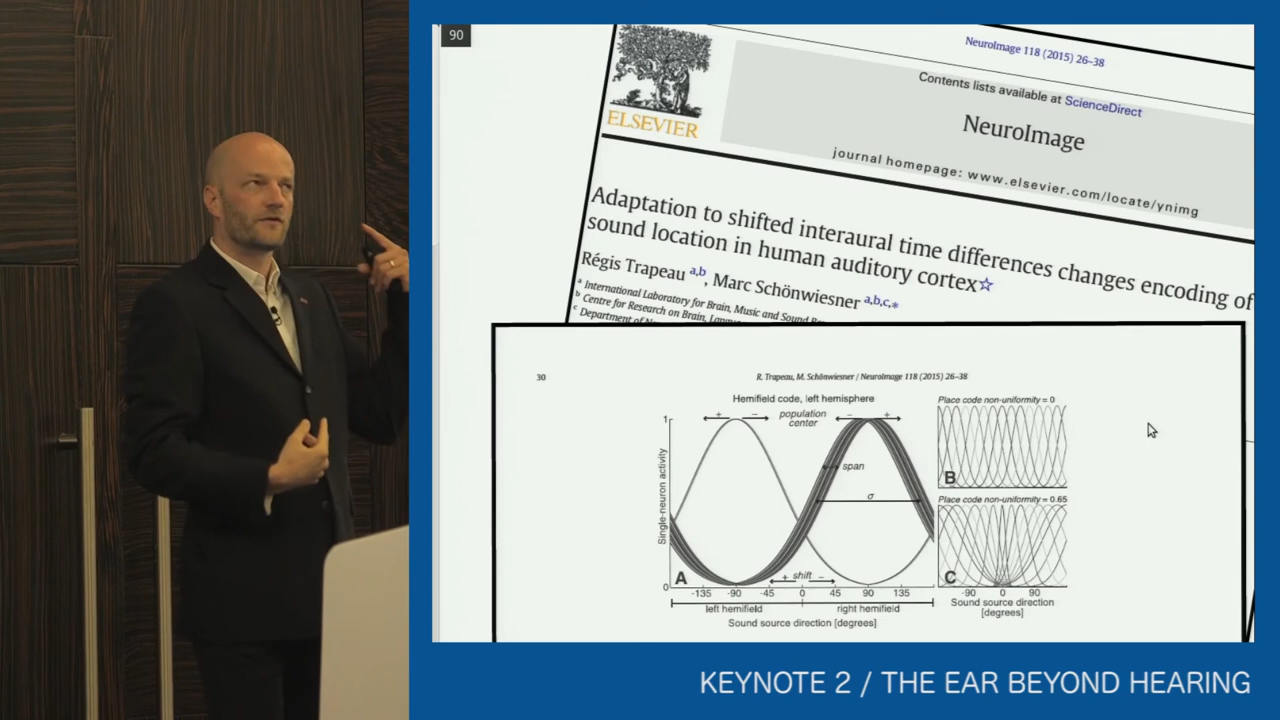 90
NeuroImage 118 (2015) 26–38
Contents lists available at ScienceDirect
NeuroImage
journal homepage: www.elsevier.com/locate/ynimg
ELSEVIER
Adaptation to shifted interaural time differences changes encoding of
sound location in human auditory cortex☆
Régis Trapeau a,b, Marc Schönwiesner a,b,c,*
a International Laboratory for Brain, Music and Sound
b Centre for Research on Brain,
c Department of
30
R. Trapeau, M. Schönwiesner / NeuroImage 118 (2015) 26–38
Hemifield code, left hemisphere
+ − population center − +
1
Single-neuron activity
0
span
σ
A
+ shift −
-135 -90 -45 0 45 90 135
left hemifield right hemifield
Sound source direction [degrees]
Place code non-uniformity = 0
B
Place code non-uniformity = 0.65
C
-90 0 90
Sound source direction
[degrees]
KEYNOTE 2 / THE EAR BEYOND HEARING